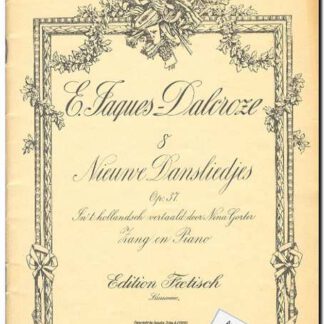 E. Jaques-Dalcroze
8
Nieuwe Dansliedjes
Op. 37.
In 't hollandsch vertaald door Nina Gorter
Zang en Piano
Edition Fœtisch
Lausanne,